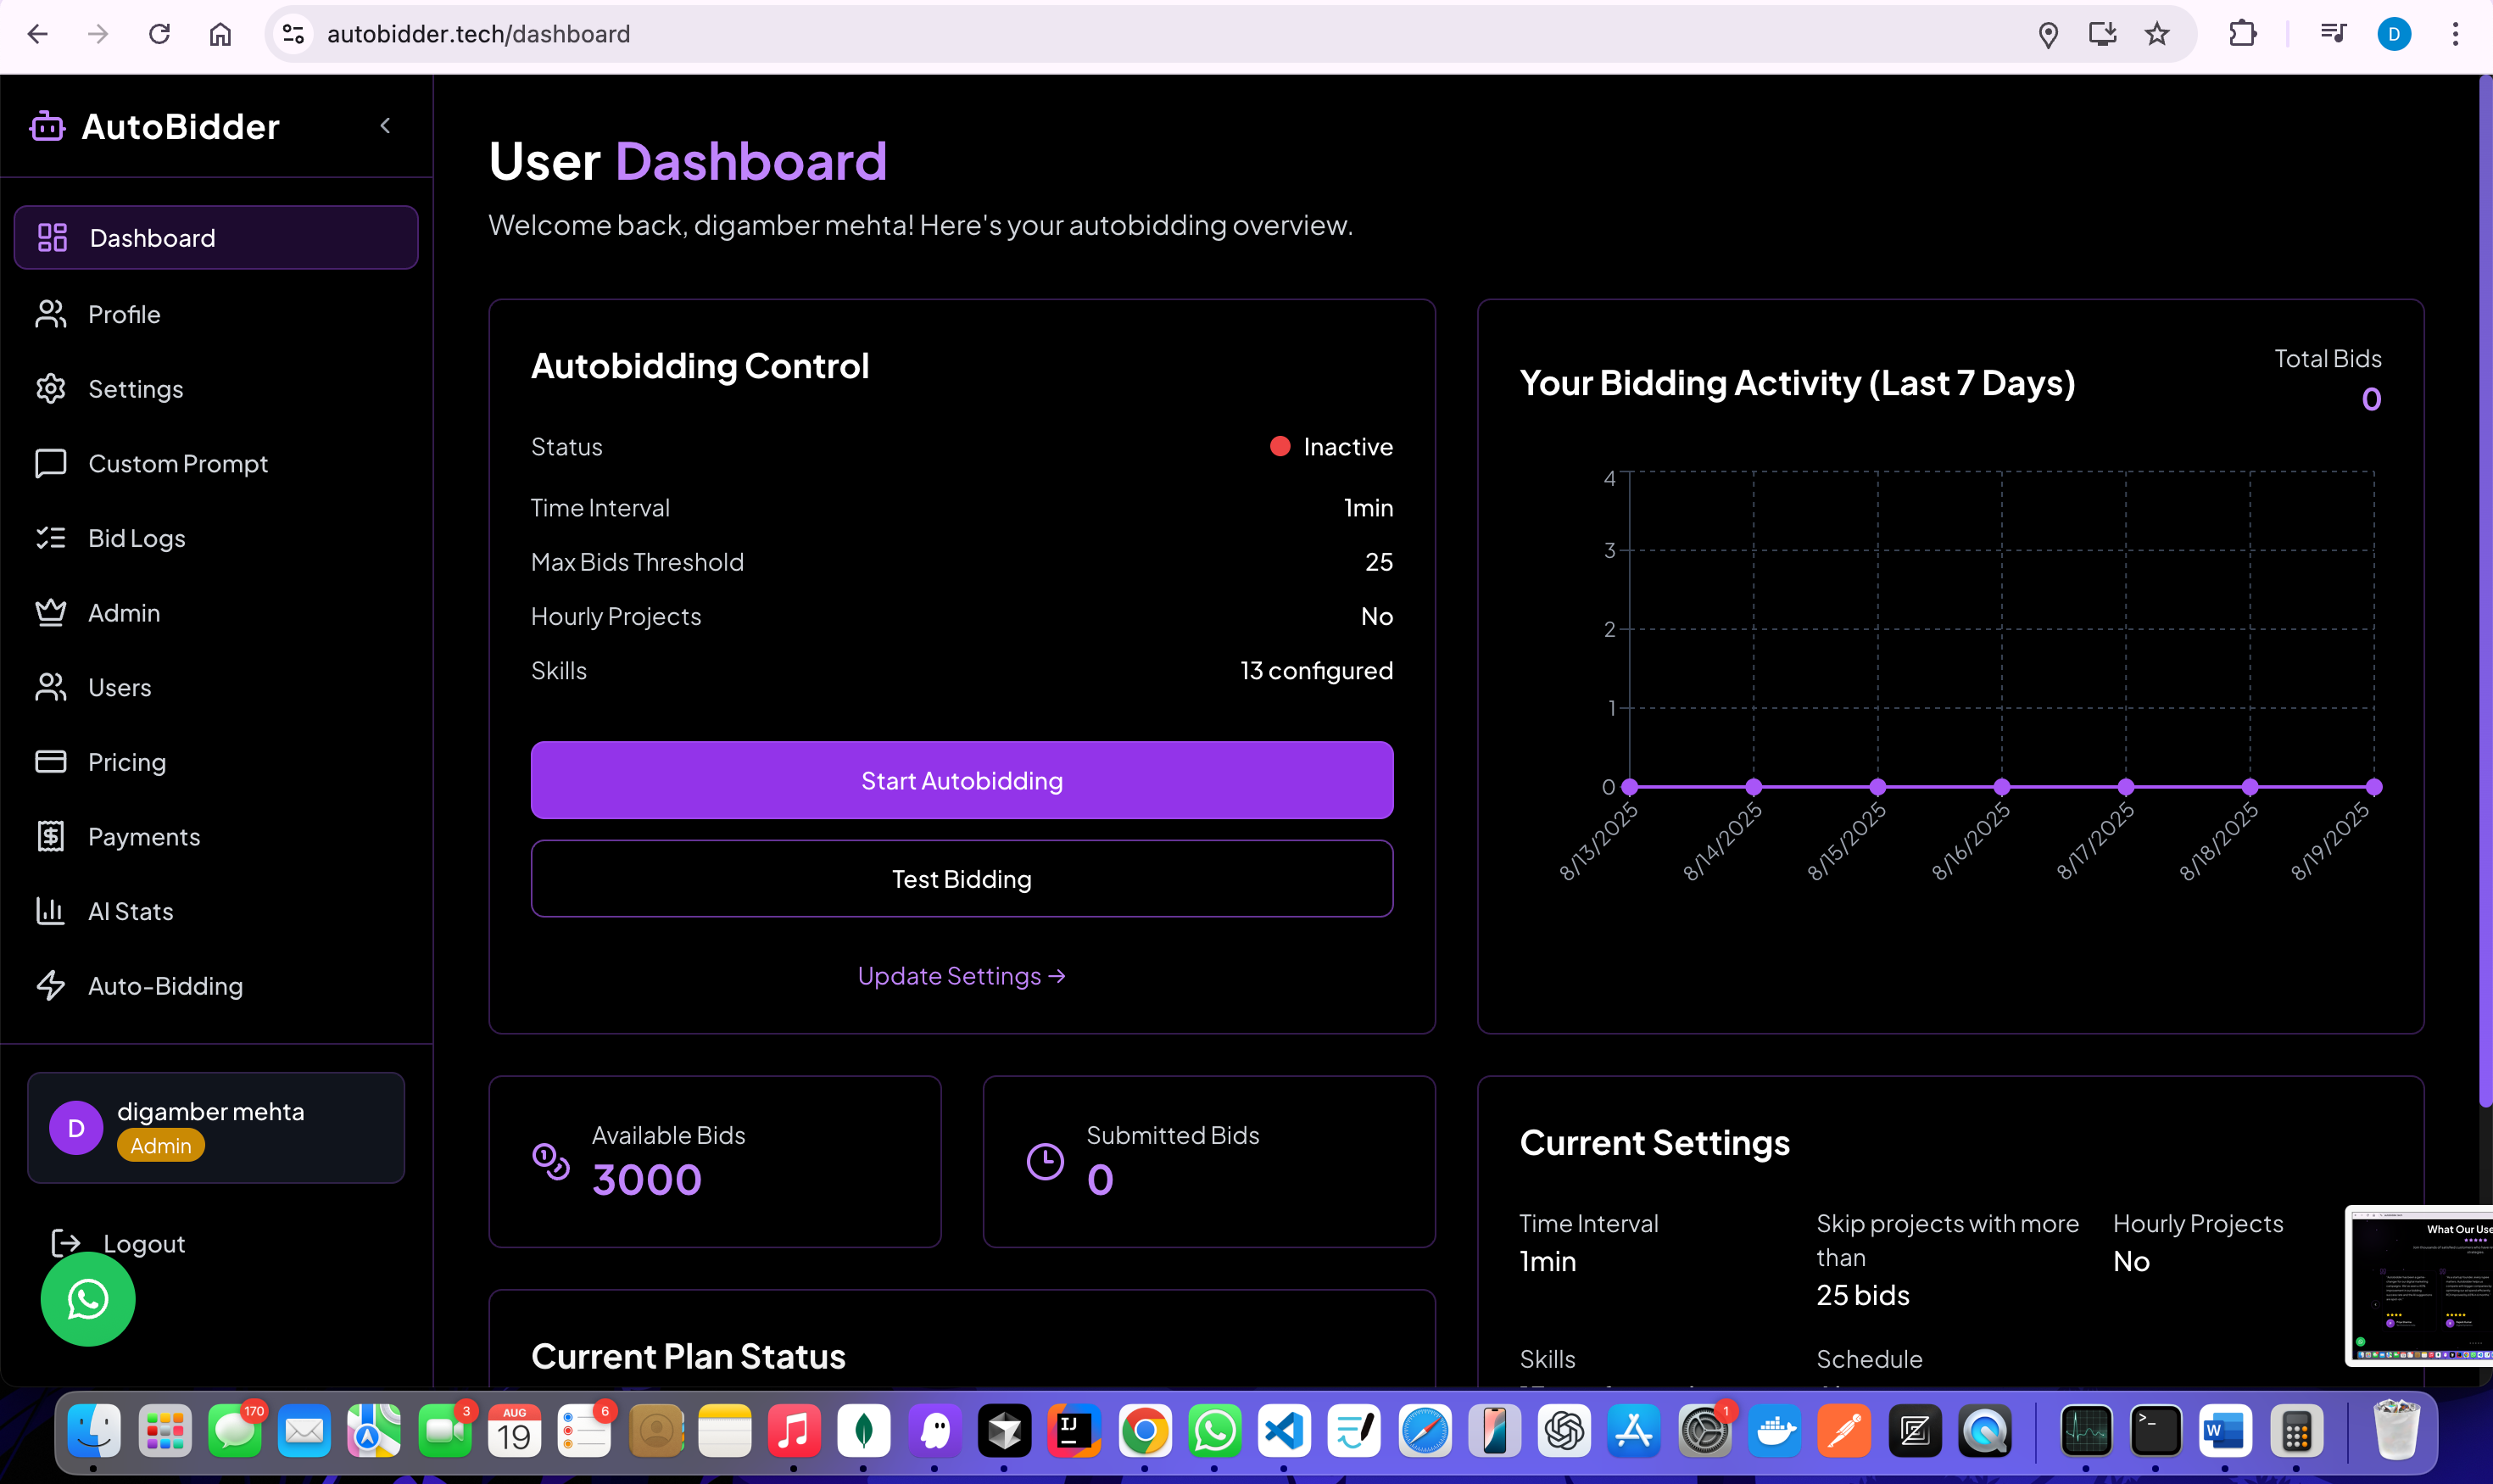 autobidder.tech/dashboard
D
AutoBidder
Dashboard
Profile
Settings
Custom Prompt
Bid Logs
Admin
Users
Pricing
Payments
AI Stats
Auto-Bidding
D
digamber mehta
Admin
Logout
User Dashboard
Welcome back, digamber mehta! Here's your autobidding overview.
Autobidding Control
Status Inactive
Time Interval 1min
Max Bids Threshold 25
Hourly Projects No
Skills 13 configured
Start Autobidding
Test Bidding
Update Settings →
Your Bidding Activity (Last 7 Days)
Total Bids
0
4
3
2
1
0
8/13/2025 8/14/2025 8/15/2025 8/16/2025 8/17/2025 8/18/2025 8/19/2025
Available Bids
3000
Submitted Bids
0
Current Plan Status
Current Settings
Time Interval
1min
Skip projects with more
than
25 bids
Hourly Projects
No
Skills
Schedule
What Our Use
170
3
AUG
19
6
IJ
1
>_
W